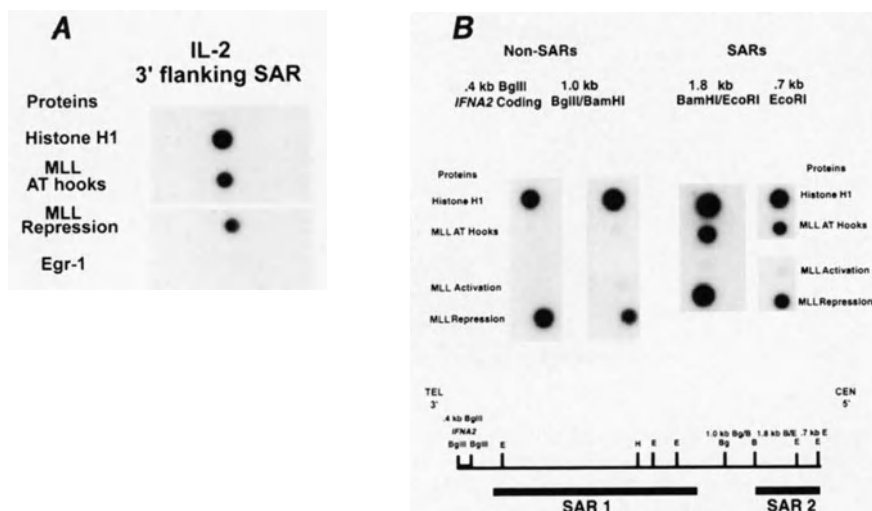 A
IL-2
3' flanking SAR
Proteins
Histone H1
MLL
AT hooks
MLL
Repression
Egr-1
B
Non-SARs
SARs
.4 kb BglII
IFNA2 Coding
1.0 kb
BglII/BamHI
1.8 kb
BamHI/EcoRI
.7 kb
EcoRI
Proteins
Histone H1
MLL AT Hooks
MLL Activation
MLL Repression
Proteins
Histone H1
MLL AT Hooks
MLL Activation
MLL Repression
TEL
3'
CEN
5'
.4 kb BglII
IFNA2
BglII BglII E H E E
1.0 kb Bg/B 1.8 kb B/E .7 kb E
Bg B E E
SAR 1 SAR 2